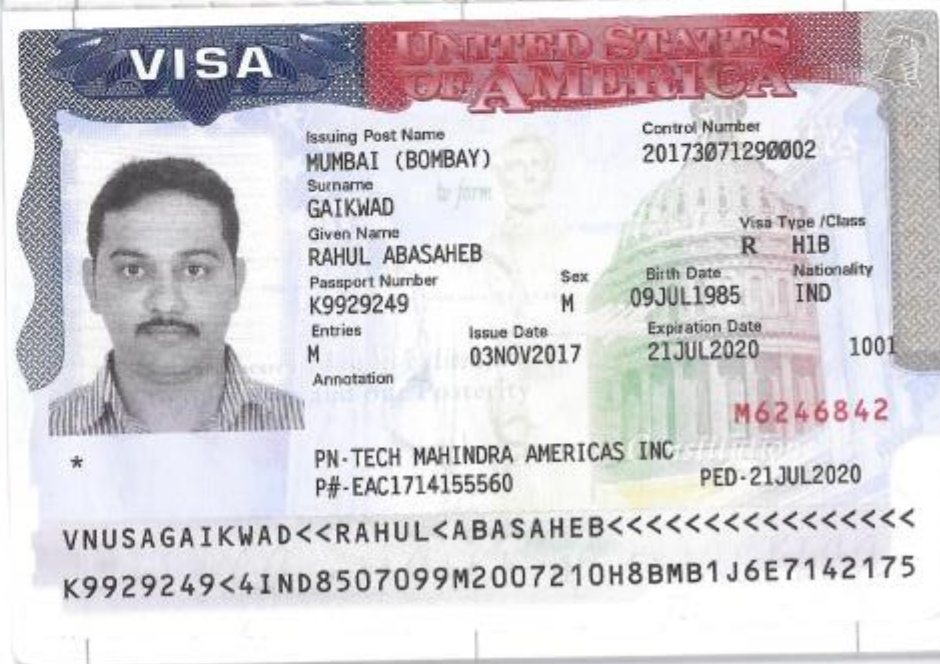 VISA
UNITED STATES
OF AMERICA
Issuing Post Name
MUMBAI (BOMBAY)
Control Number
20173071290002
Surname
GAIKWAD
Given Name
RAHUL ABASAHEB
Visa Type /Class
R H1B
Passport Number
K9929249
Sex
M
Birth Date
09JUL1985
Nationality
IND
Entries
M
Issue Date
03NOV2017
Expiration Date
21JUL2020
1001
Annotation
M6246842
*
PN-TECH MAHINDRA AMERICAS INC
P#-EAC1714155560
PED-21JUL2020
VNUSAGAIKWAD<<RAHUL<ABASAHEB<<<<<<<<<<<<<<<<
K9929249<4IND8507099M2007210H8BMB1J6E7142175